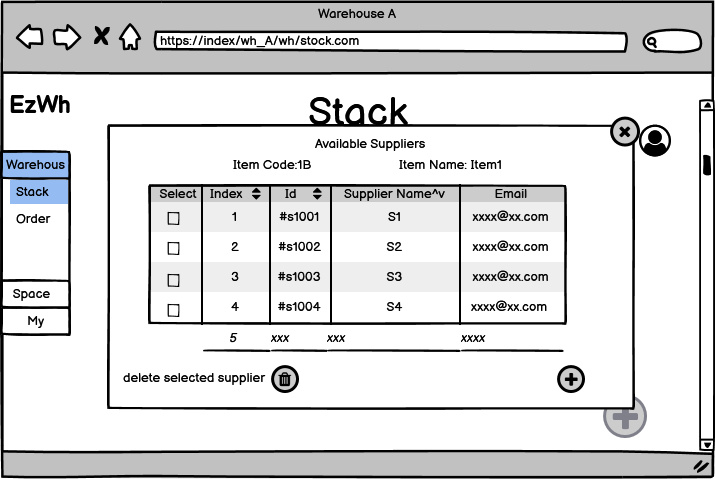 Warehouse A
https://index/wh_A/wh/stock.com
EzWh
Stack
Available Suppliers
Item Code:1B Item Name: Item1
Warehous
Stack
Order
Space
My
Select Index Id Supplier Name^v Email
1 #s1001 S1 xxxx@xx.com
2 #s1002 S2 xxxx@xx.com
3 #s1003 S3 xxxx@xx.com
4 #s1004 S4 xxxx@xx.com
5 xxx xxx xxxx
delete selected supplier